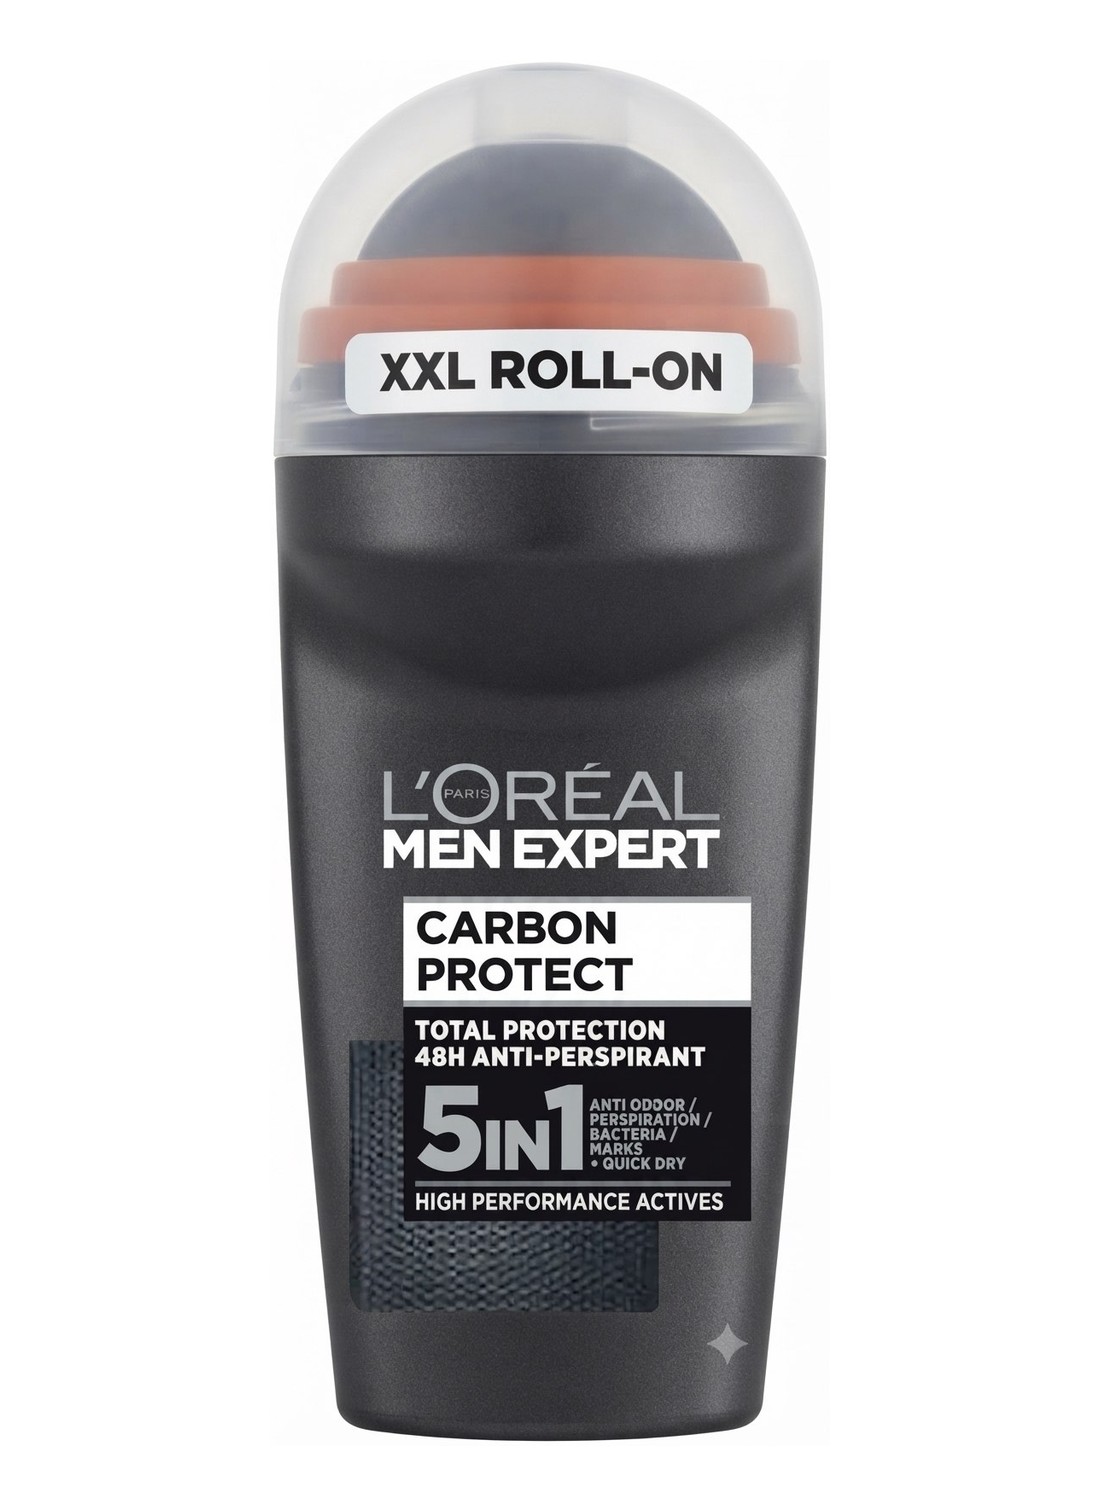 XXL ROLL-ON
L'ORÉAL
PARIS
MEN EXPERT
CARBON
PROTECT
TOTAL PROTECTION
48H ANTI-PERSPIRANT
5IN1
ANTI ODDOR /
PERSPIRATION /
BACTERIA /
MARKS
• QUICK DRY
HIGH PERFORMANCE ACTIVES